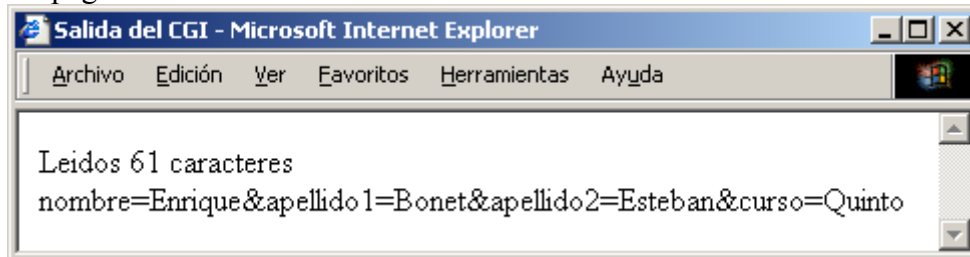 Salida del CGI - Microsoft Internet Explorer
Archivo Edición Ver Favoritos Herramientas Ayuda
Leidos 61 caracteres
nombre=Enrique&apellido1=Bonet&apellido2=Esteban&curso=Quinto